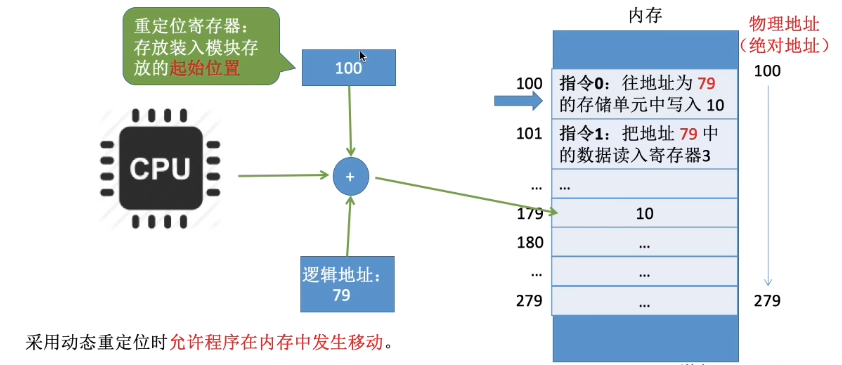 重定位寄存器：
存放装入模块存
放的起始位置
100
CPU
+
逻辑地址：
79
采用动态重定位时允许程序在内存中发生移动。
内存
物理地址
（绝对地址）
100
指令0：往地址为 79
的存储单元中写入 10
100
101
指令1：把地址 79 中
的数据读入寄存器3
...
...
179
10
180
...
...
...
279
...
279